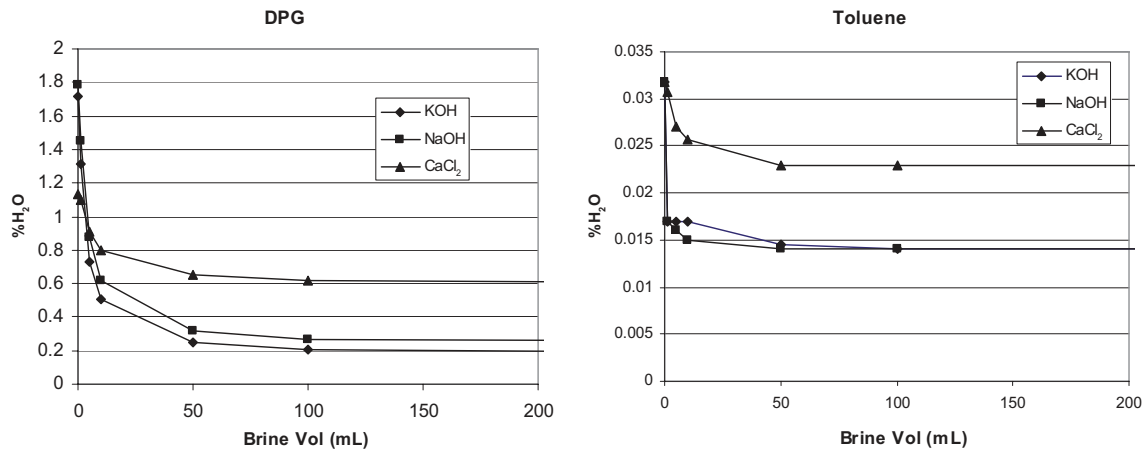 DPG
2
1.8
1.6
1.4
1.2
1
0.8
0.6
0.4
0.2
0
%H₂O
0 50 100 150 200
Brine Vol (mL)
KOH
NaOH
CaCl₂
Toluene
0.035
0.03
0.025
0.02
0.015
0.01
0.005
0
%H₂O
0 50 100 150 200
Brine Vol (mL)
KOH
NaOH
CaCl₂